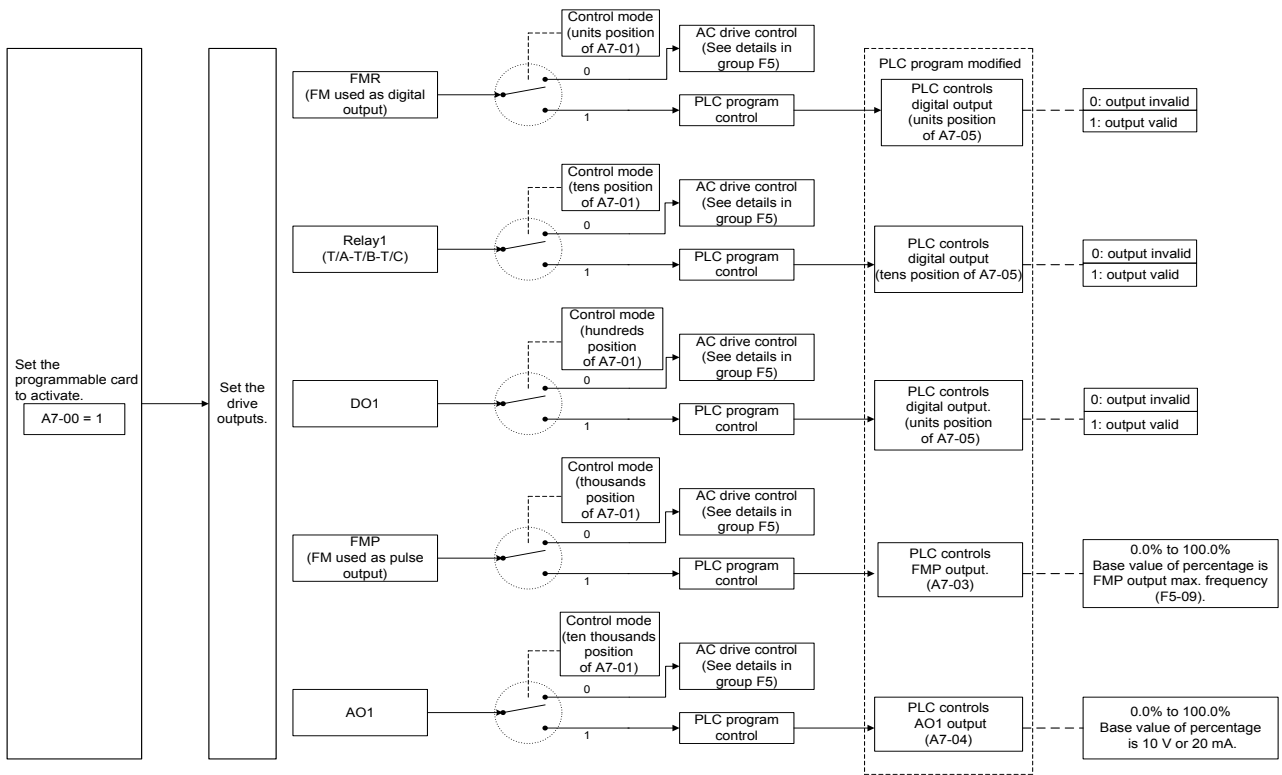 Set the
programmable card
to activate.
A7-00 = 1
Set the
drive
outputs.
FMR
(FM used as digital
output)
Control mode
(units position
of A7-01)
0
1
AC drive control
(See details in
group F5)
PLC program
control
PLC program modified
PLC controls
digital output
(units position
of A7-05)
0: output invalid
1: output valid
Relay1
(T/A-T/B-T/C)
Control mode
(tens position
of A7-01)
0
1
AC drive control
(See details in
group F5)
PLC program
control
PLC controls
digital output
(tens position of A7-05)
0: output invalid
1: output valid
DO1
Control mode
(hundreds
position
of A7-01)
0
1
AC drive control
(See details in
group F5)
PLC program
control
PLC controls
digital output.
(units position
of A7-05)
0: output invalid
1: output valid
FMP
(FM used as pulse
output)
Control mode
(thousands
position
of A7-01)
0
1
AC drive control
(See details in
group F5)
PLC program
control
PLC controls
FMP output.
(A7-03)
0.0% to 100.0%
Base value of percentage is
FMP output max. frequency
(F5-09).
AO1
Control mode
(ten thousands
position
of A7-01)
0
1
AC drive control
(See details in
group F5)
PLC program
control
PLC controls
AO1 output
(A7-04)
0.0% to 100.0%
Base value of percentage
is 10 V or 20 mA.